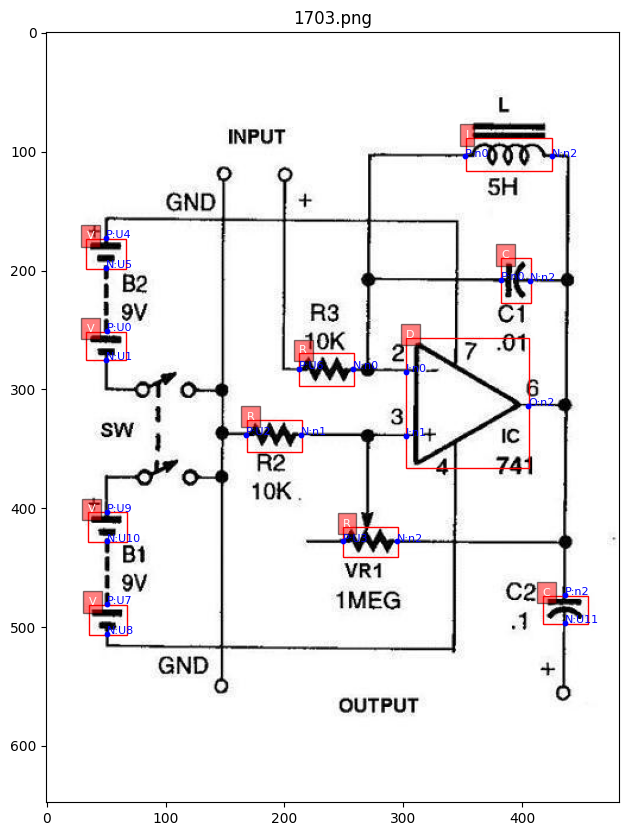 1703.png
0
100
200
300
400
500
600
0
100
200
300
400
L
INPUT
L
P:n0
N:n2
5H
GND
+
V
P:U4
N:U5
B2
9V
C
P:n0
N:n2
C1
.01
V
P:U0
N:U1
R3
10K
R
N:n0
D
2
7
I:n0
6
O:n2
3
I:n1
+
IC
741
4
SW
R
N:n1
R2
10K
V
P:U9
N:U10
B1
9V
V
P:U7
N:U8
R
N:n2
VR1
1MEG
C2
.1
C
P:n2
N:U11
+
GND
OUTPUT